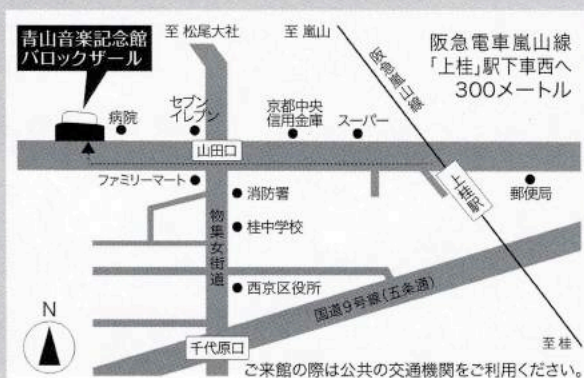 青山音楽記念館
バロックザール
至 松尾大社
至 嵐山
阪急嵐山線
阪急電車嵐山線
「上桂」駅下車西へ
300メートル
病院
セブン
イレブン
京都中央
信用金庫
スーパー
山田口
ファミリーマート
消防署
上桂駅
郵便局
物集女街道
桂中学校
西京区役所
国道9号線(五条通)
N
千代原口
至 桂
ご来館の際は公共の交通機関をご利用ください。